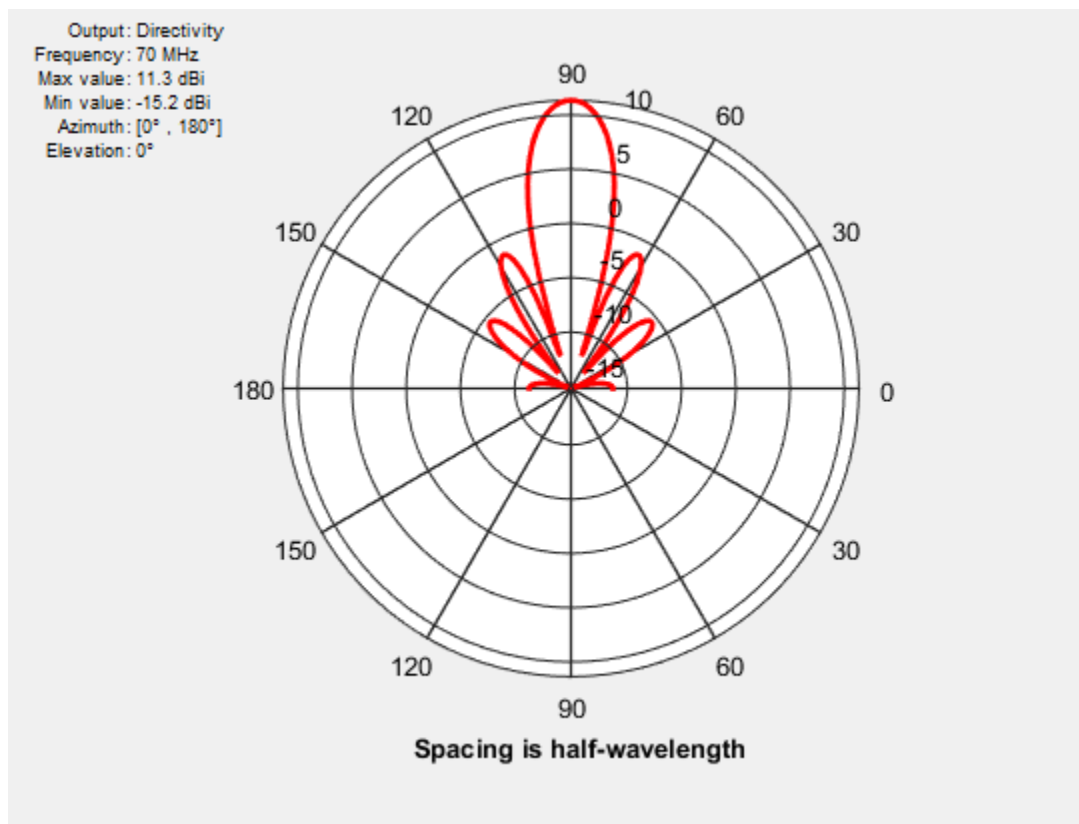 Output: Directivity
Frequency: 70 MHz
Max value: 11.3 dBi
Min value: -15.2 dBi
Azimuth: [0° , 180°]
Elevation: 0°
90
120
10
60
5
150
0
30
-5
-10
-15
180
0
150
30
120
60
90
Spacing is half-wavelength